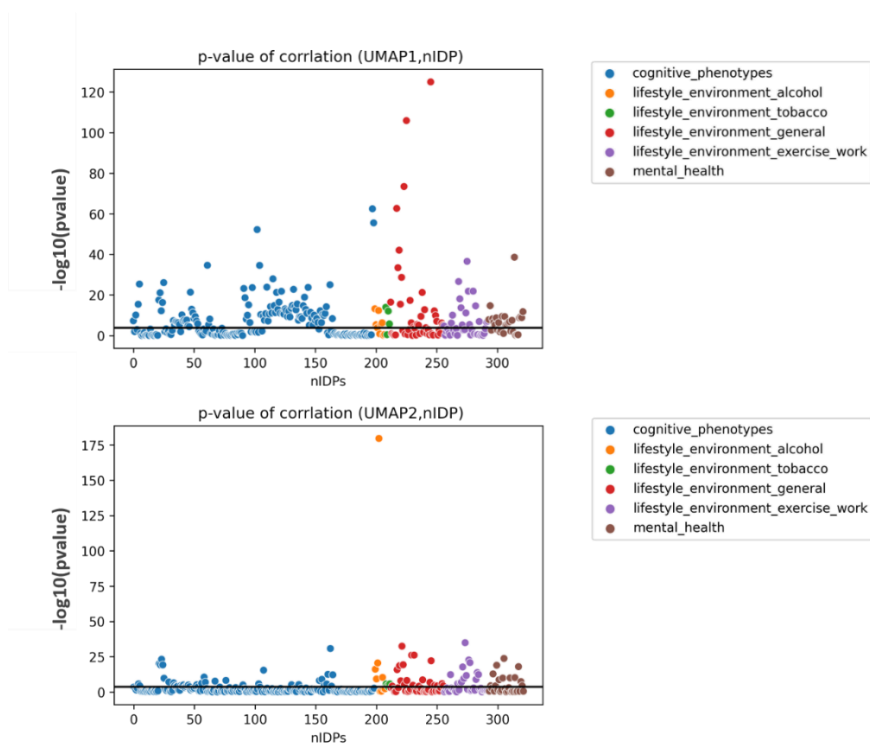 p-value of corrlation (UMAP1,nIDP)
120
100
80
60
40
20
0
-log10(pvalue)
0 50 100 150 200 250 300
nIDPs
cognitive_phenotypes
lifestyle_environment_alcohol
lifestyle_environment_tobacco
lifestyle_environment_general
lifestyle_environment_exercise_work
mental_health
p-value of corrlation (UMAP2,nIDP)
175
150
125
100
75
50
25
0
-log10(pvalue)
0 50 100 150 200 250 300
nIDPs
cognitive_phenotypes
lifestyle_environment_alcohol
lifestyle_environment_tobacco
lifestyle_environment_general
lifestyle_environment_exercise_work
mental_health